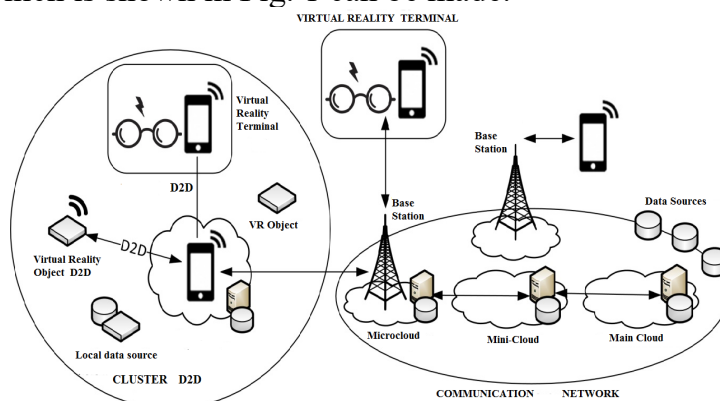 VIRTUAL REALITY TERMINAL
Virtual
Reality
Terminal
Base
Station
D2D
Base
Station
Data Sources
VR Object
D2D
Virtual Reality
Object D2D
Microcloud
Mini-Cloud
Main Cloud
Local data source
CLUSTER D2D
COMMUNICATION NETWORK